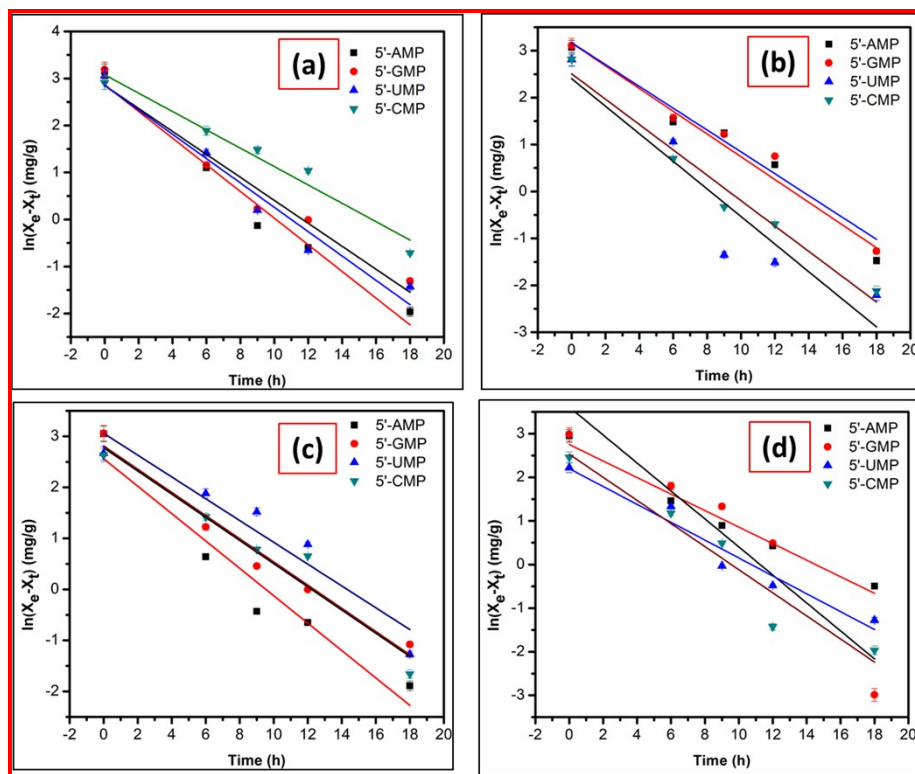 (a)
5'-AMP
5'-GMP
5'-UMP
5'-CMP
ln(Xe-Xt) (mg/g)
4
3
2
1
0
-1
-2
-2 0 2 4 6 8 10 12 14 16 18 20
Time (h)
(b)
5'-AMP
5'-GMP
5'-UMP
5'-CMP
ln(Xe-Xt) (mg/g)
3
2
1
0
-1
-2
-3
-2 0 2 4 6 8 10 12 14 16 18 20
Time (h)
(c)
5'-AMP
5'-GMP
5'-UMP
5'-CMP
ln(Xe-Xt) (mg/g)
3
2
1
0
-1
-2
-2 0 2 4 6 8 10 12 14 16 18 20
Time (h)
(d)
5'-AMP
5'-GMP
5'-UMP
5'-CMP
ln(Xe-Xt) (mg/g)
3
2
1
0
-1
-2
-3
-2 0 2 4 6 8 10 12 14 16 18 20
Time (h)